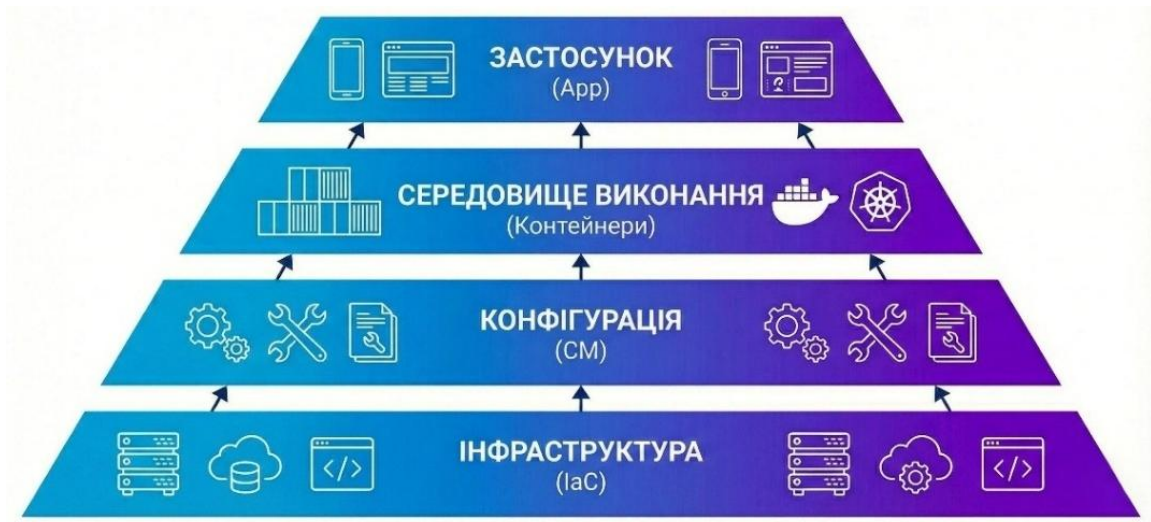 ЗАСТОСУНОК
(App)
СЕРЕДОВИЩЕ ВИКОНАННЯ
(Контейнери)
КОНФІГУРАЦІЯ
(CM)
</>
ІНФРАСТРУКТУРА
(IaC)
</>